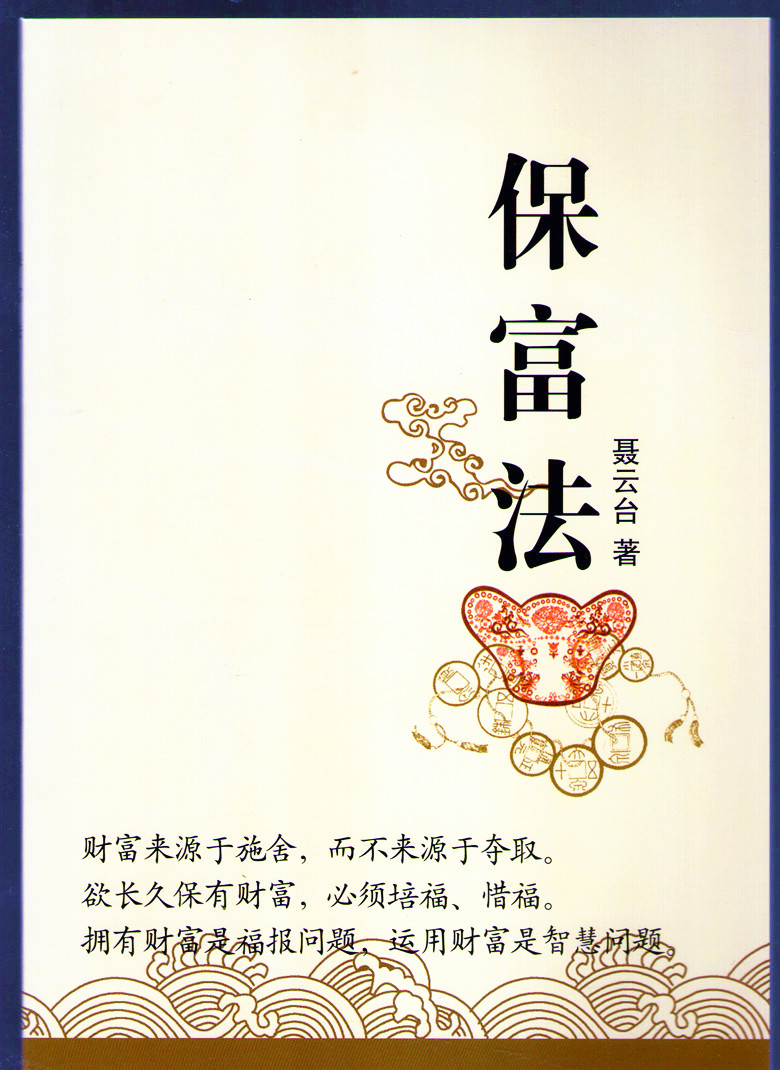 保富法
聂云台 著
财富来源于施舍，而不来源于夺取。
欲长久保有财富，必须培福、惜福。
拥有财富是福报问题，运用财富是智慧问题。